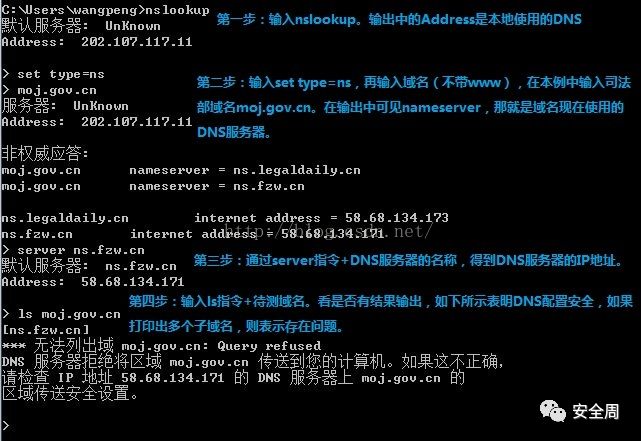 C:\Users\wangpeng>nslookup
默认服务器:  UnKnown
Address:  202.107.117.11
第一步：输入nslookup。输出中的Address是本地使用的DNS
> set type=ns
> moj.gov.cn
服务器:  UnKnown
Address:  202.107.117.11
第二步：输入set type=ns，再输入域名（不带www），在本例中输入司法
部域名moj.gov.cn。在输出中可见nameserver，那就是域名现在使用的
DNS服务器。
非权威应答:
moj.gov.cn      nameserver = ns.legaldaily.cn
moj.gov.cn      nameserver = ns.fzw.cn
ns.legaldaily.cn        internet address = 58.68.134.173
ns.fzw.cn       internet address = 58.68.134.171
http://blog.csdn.net/
> server ns.fzw.cn
默认服务器:  ns.fzw.cn
Address:  58.68.134.171
第三步：通过server指令+DNS服务器的名称，得到DNS服务器的IP地址。
第四步：输入ls指令+待测域名。看是否有结果输出，如下所示表明DNS配置安全，如果
打印出多个子域名，则表示存在问题。
> ls moj.gov.cn
[ns.fzw.cn]
*** 无法列出域 moj.gov.cn: Query refused
DNS 服务器拒绝将区域 moj.gov.cn 传送到您的计算机。如果这不正确，
请检查 IP 地址 58.68.134.171 的 DNS 服务器上 moj.gov.cn 的
区域传送安全设置。
>
安全周